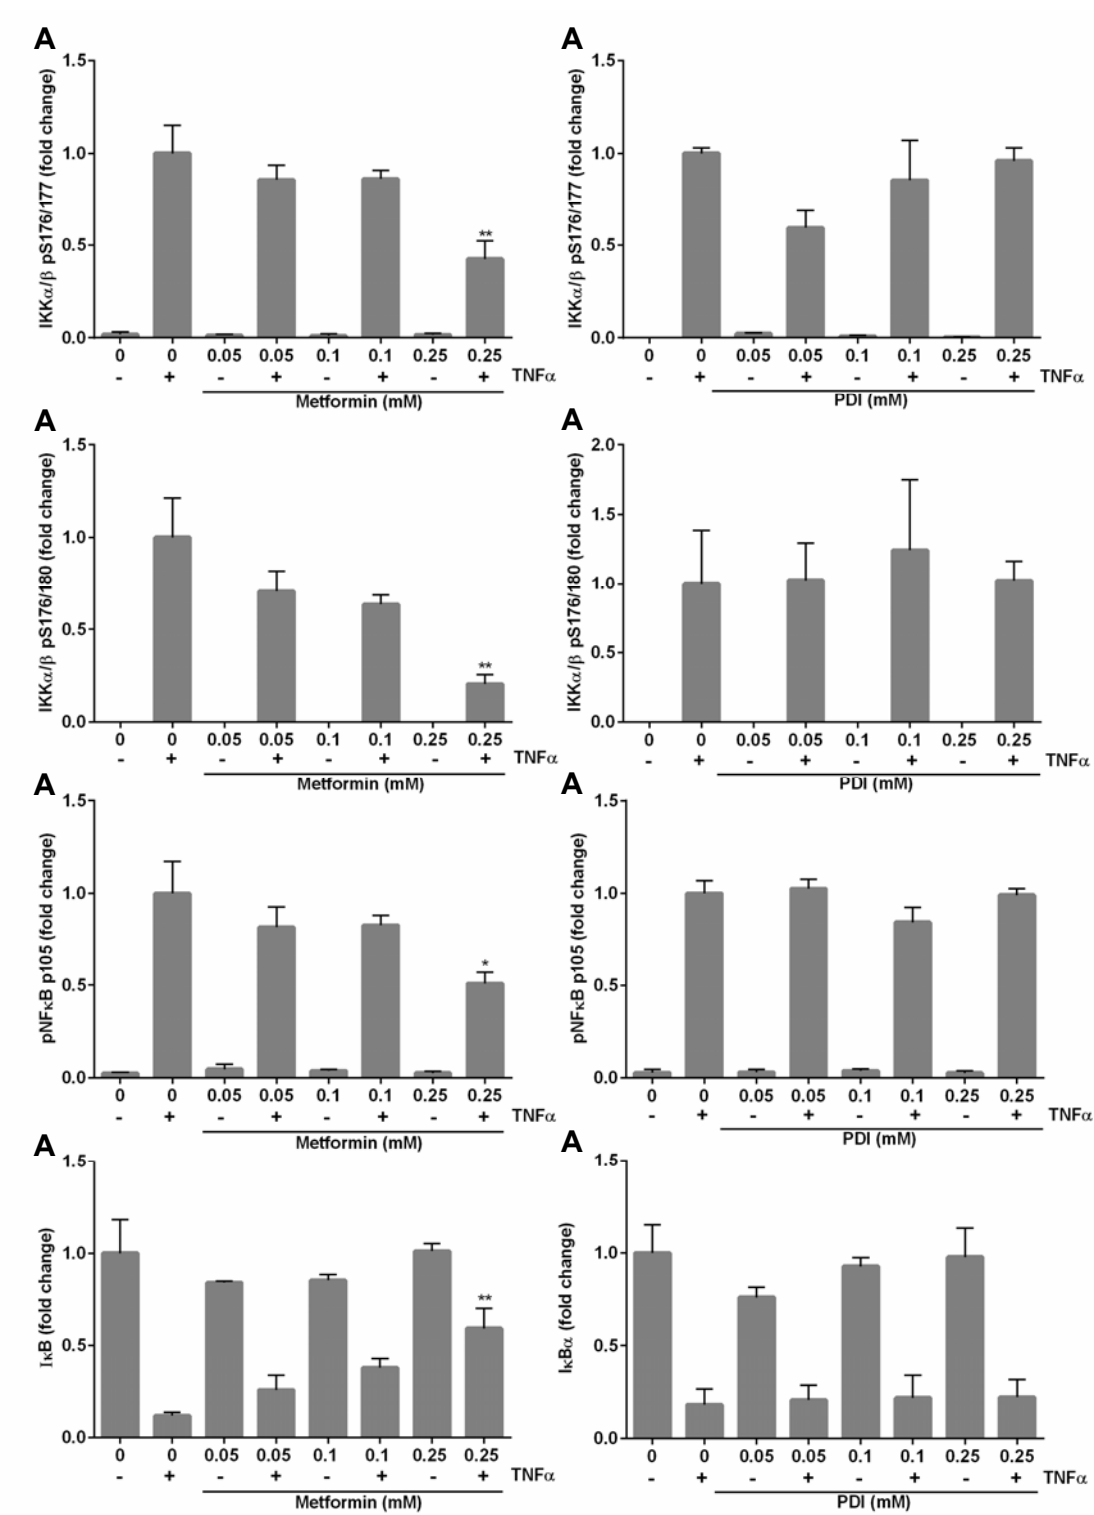 A
IKKα/β pS176/177 (fold change)
1.5
1.0
0.5
0.0
**
0 0 0.05 0.05 0.1 0.1 0.25 0.25
- + - + - + - + TNFα
Metformin (mM)
A
IKKα/β pS176/177 (fold change)
1.5
1.0
0.5
0.0
0 0 0.05 0.05 0.1 0.1 0.25 0.25
- + - + - + - + TNFα
PDI (mM)
A
IKKα/β pS176/180 (fold change)
1.5
1.0
0.5
0.0
**
0 0 0.05 0.05 0.1 0.1 0.25 0.25
- + - + - + - + TNFα
Metformin (mM)
A
IKKα/β pS176/180 (fold change)
2.0
1.5
1.0
0.5
0.0
0 0 0.05 0.05 0.1 0.1 0.25 0.25
- + - + - + - + TNFα
PDI (mM)
A
pNFκB p105 (fold change)
1.5
1.0
0.5
0.0
*
0 0 0.05 0.05 0.1 0.1 0.25 0.25
- + - + - + - + TNFα
Metformin (mM)
A
pNFκB p105 (fold change)
1.5
1.0
0.5
0.0
0 0 0.05 0.05 0.1 0.1 0.25 0.25
- + - + - + - + TNFα
PDI (mM)
A
IκB (fold change)
1.5
1.0
0.5
0.0
**
0 0 0.05 0.05 0.1 0.1 0.25 0.25
- + - + - + - + TNFα
Metformin (mM)
A
IκBα (fold change)
1.5
1.0
0.5
0.0
0 0 0.05 0.05 0.1 0.1 0.25 0.25
- + - + - + - + TNFα
PDI (mM)